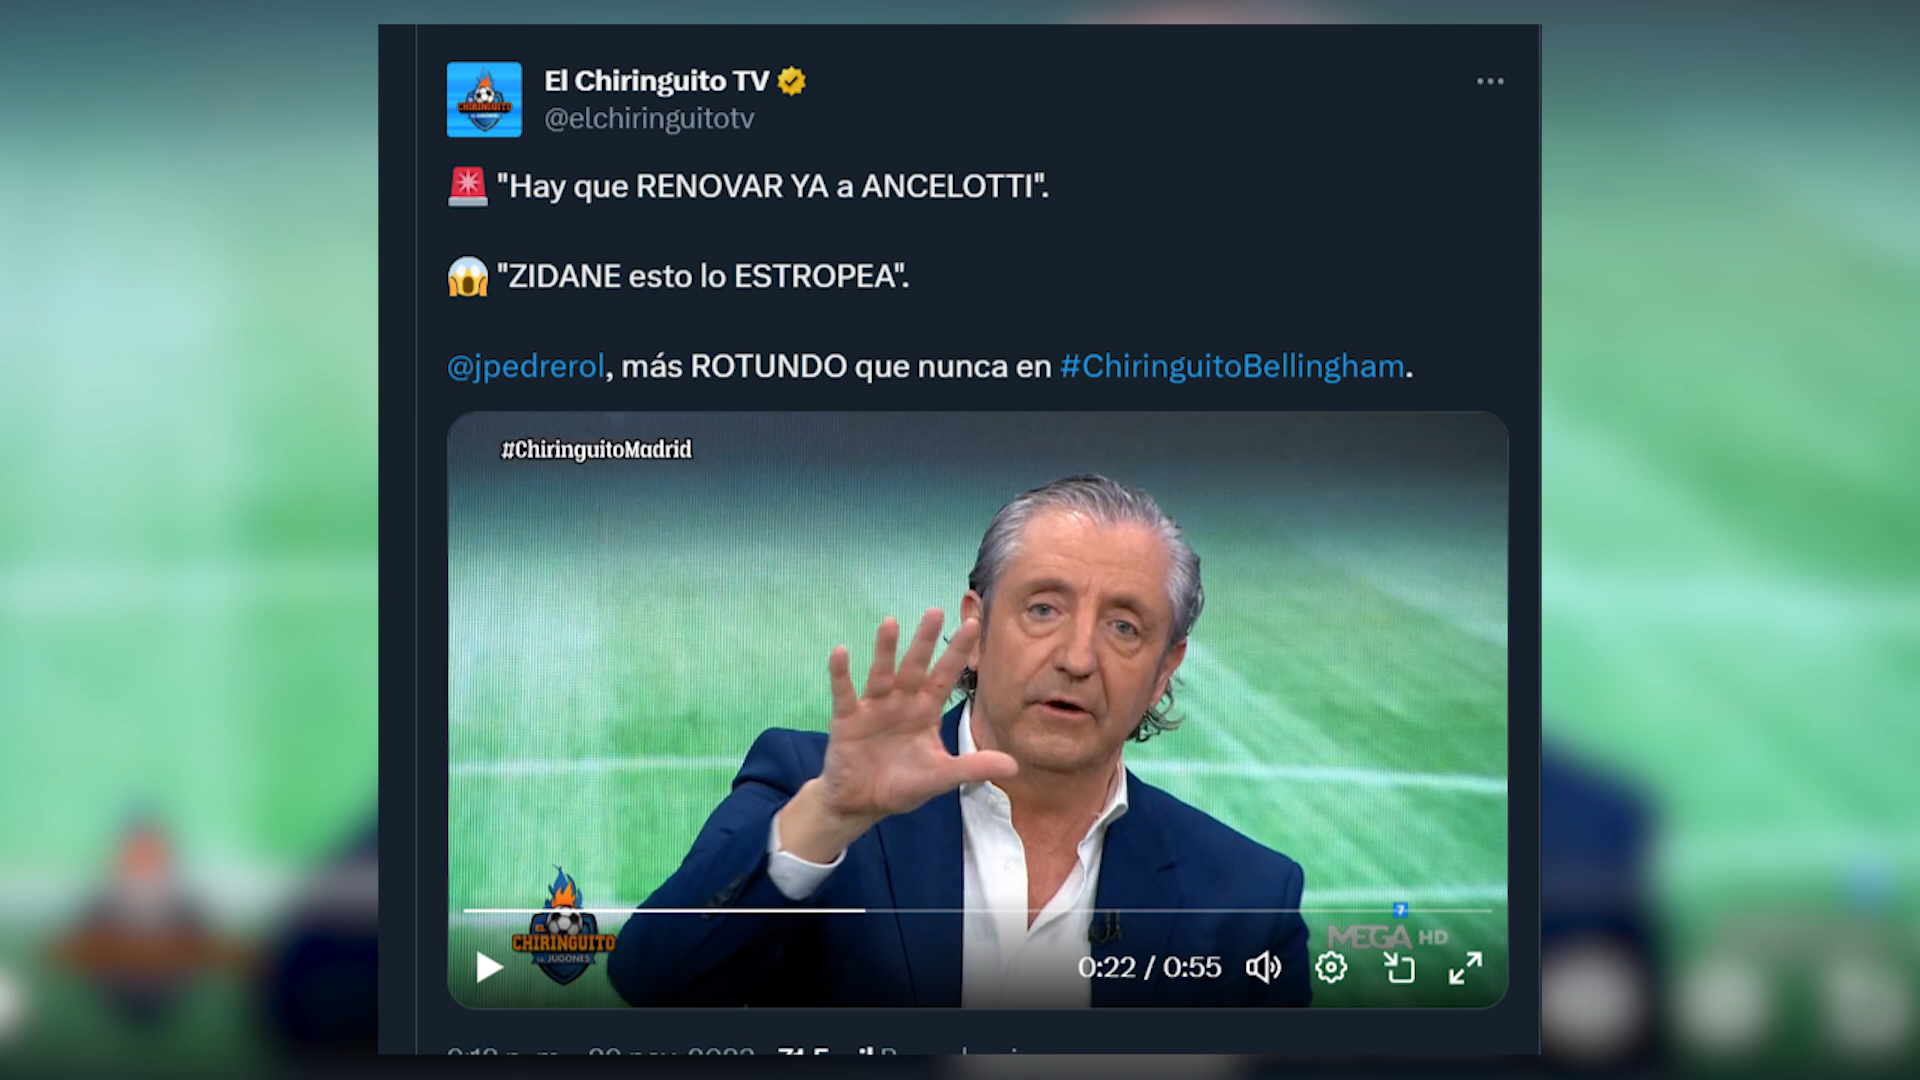 El Chiringuito TV
@elchiringuitotv
"Hay que RENOVAR YA a ANCELOTTI".
"ZIDANE esto lo ESTROPEA".
@jpedrerol, más ROTUNDO que nunca en #ChiringuitoBellingham.
#ChiringuitoMadrid
EL
CHIRINGUITO
DE JUGONES
7
MEGA HD
0:22 / 0:55